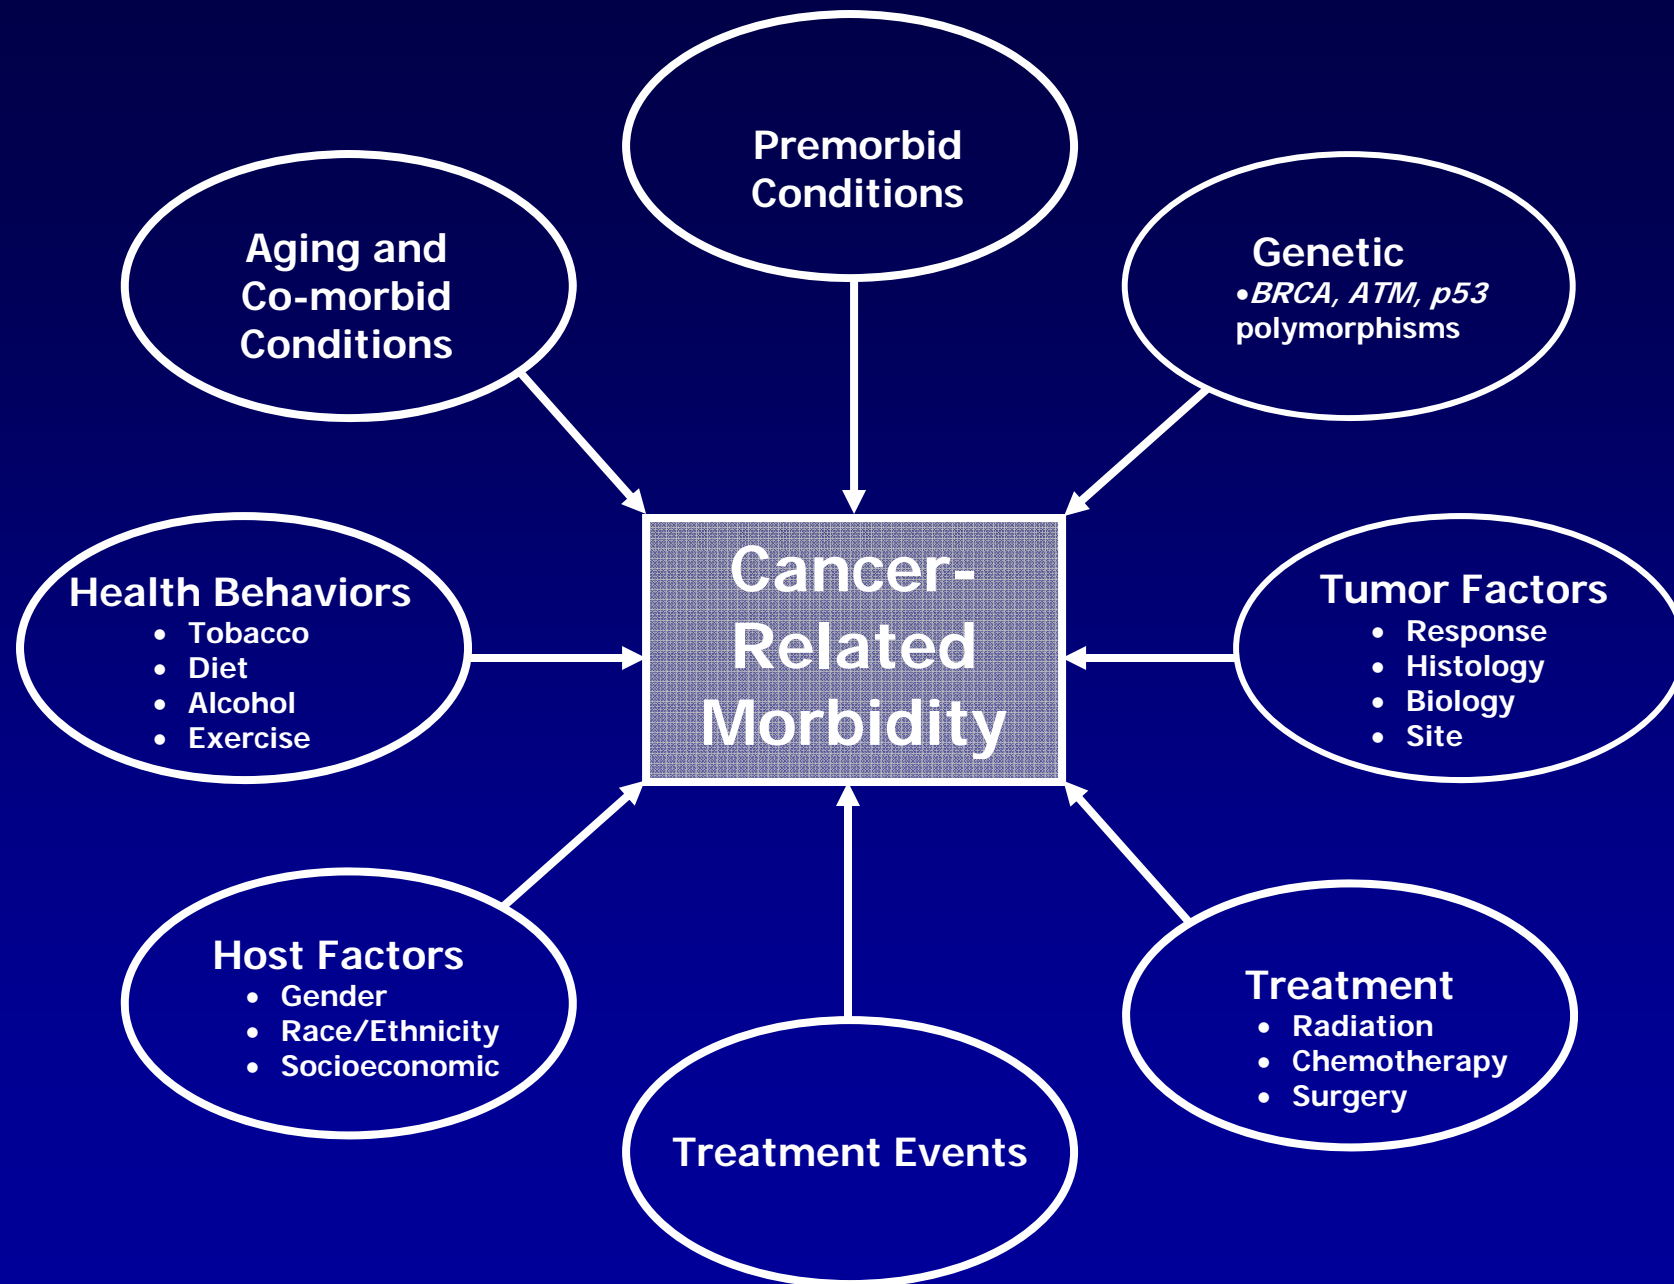 Premorbid
Conditions
Aging and
Co-morbid
Conditions
Genetic
•BRCA, ATM, p53
polymorphisms
Cancer-
Related
Morbidity
Health Behaviors
• Tobacco
• Diet
• Alcohol
• Exercise
Tumor Factors
• Response
• Histology
• Biology
• Site
Host Factors
• Gender
• Race/Ethnicity
• Socioeconomic
Treatment
• Radiation
• Chemotherapy
• Surgery
Treatment Events